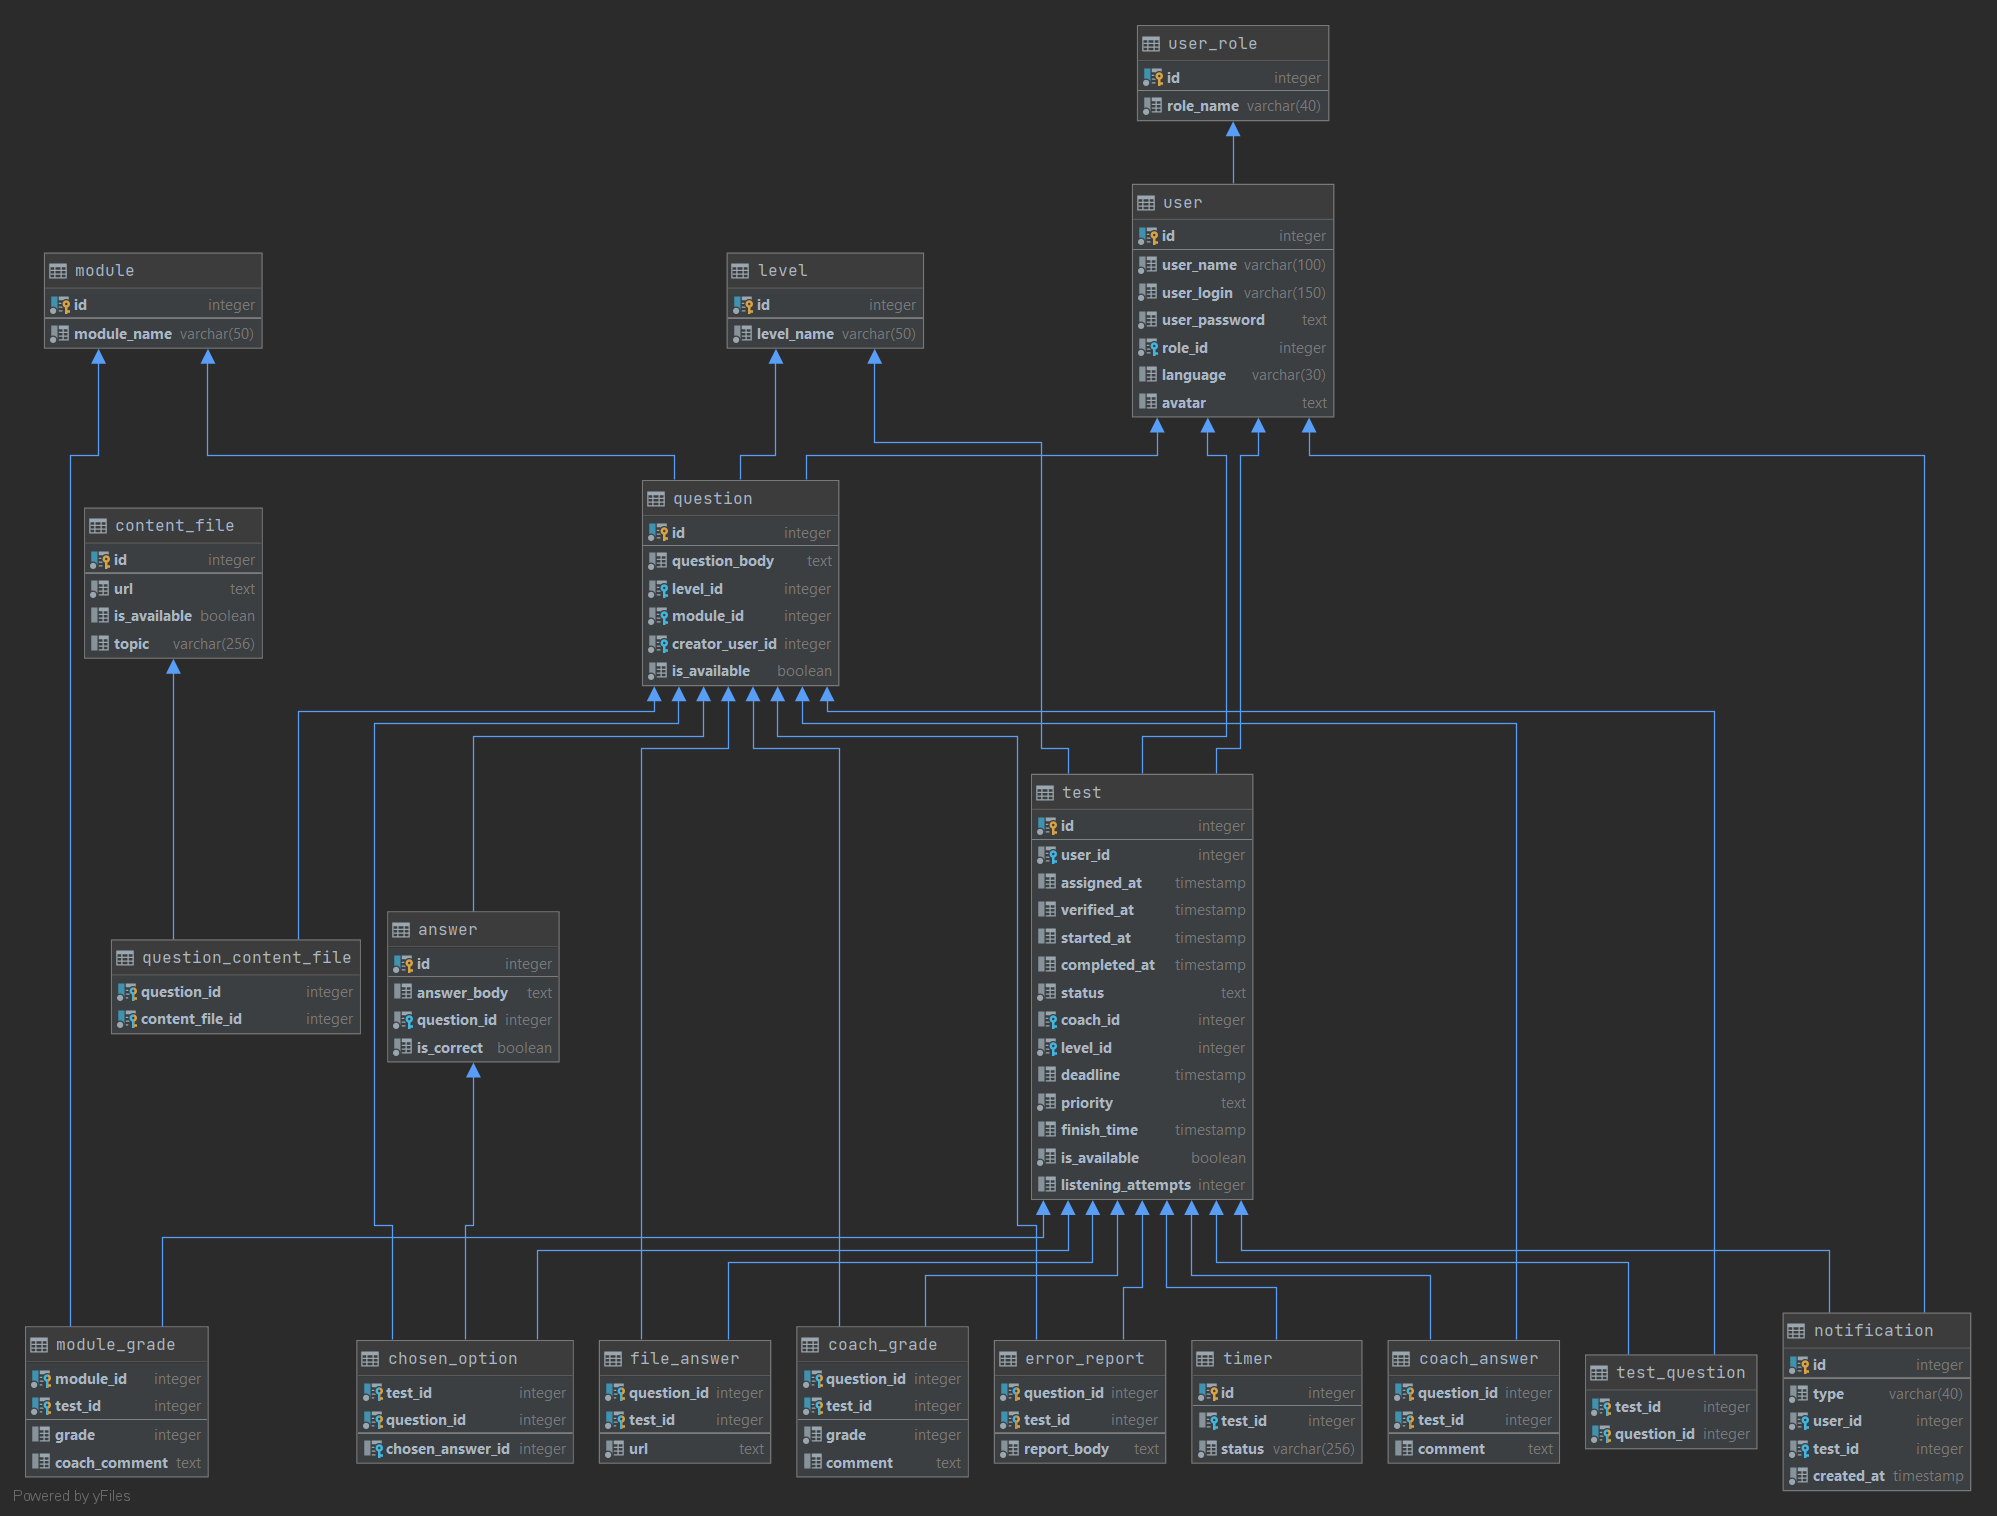 user_role
id integer
role_name varchar(40)
user
id integer
user_name varchar(100)
user_login varchar(150)
user_password text
role_id integer
language varchar(30)
avatar text
module
id integer
module_name varchar(50)
level
id integer
level_name varchar(50)
question
id integer
question_body text
level_id integer
module_id integer
creator_user_id integer
is_available boolean
content_file
id integer
url text
is_available boolean
topic varchar(256)
test
id integer
user_id integer
assigned_at timestamp
verified_at timestamp
started_at timestamp
completed_at timestamp
status text
coach_id integer
level_id integer
deadline timestamp
priority text
finish_time timestamp
is_available boolean
listening_attempts integer
answer
id integer
answer_body text
question_id integer
is_correct boolean
question_content_file
question_id integer
content_file_id integer
module_grade
module_id integer
test_id integer
grade integer
coach_comment text
chosen_option
test_id integer
question_id integer
chosen_answer_id integer
file_answer
question_id integer
test_id integer
url text
coach_grade
question_id integer
test_id integer
grade integer
comment text
error_report
question_id integer
test_id integer
report_body text
timer
id integer
test_id integer
status varchar(256)
coach_answer
question_id integer
test_id integer
comment text
test_question
test_id integer
question_id integer
notification
id integer
type varchar(40)
user_id integer
test_id integer
created_at timestamp
Powered by yFiles